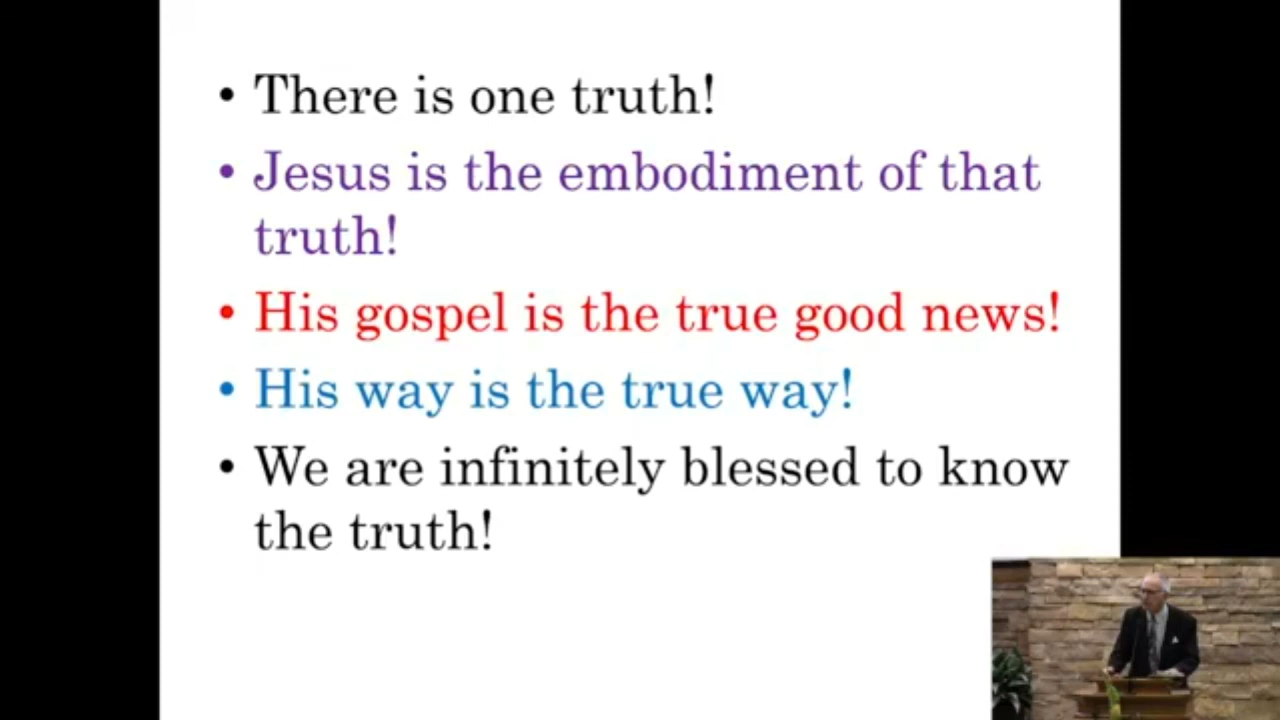 • There is one truth!
• Jesus is the embodiment of that
truth!
• His gospel is the true good news!
• His way is the true way!
• We are infinitely blessed to know
the truth!